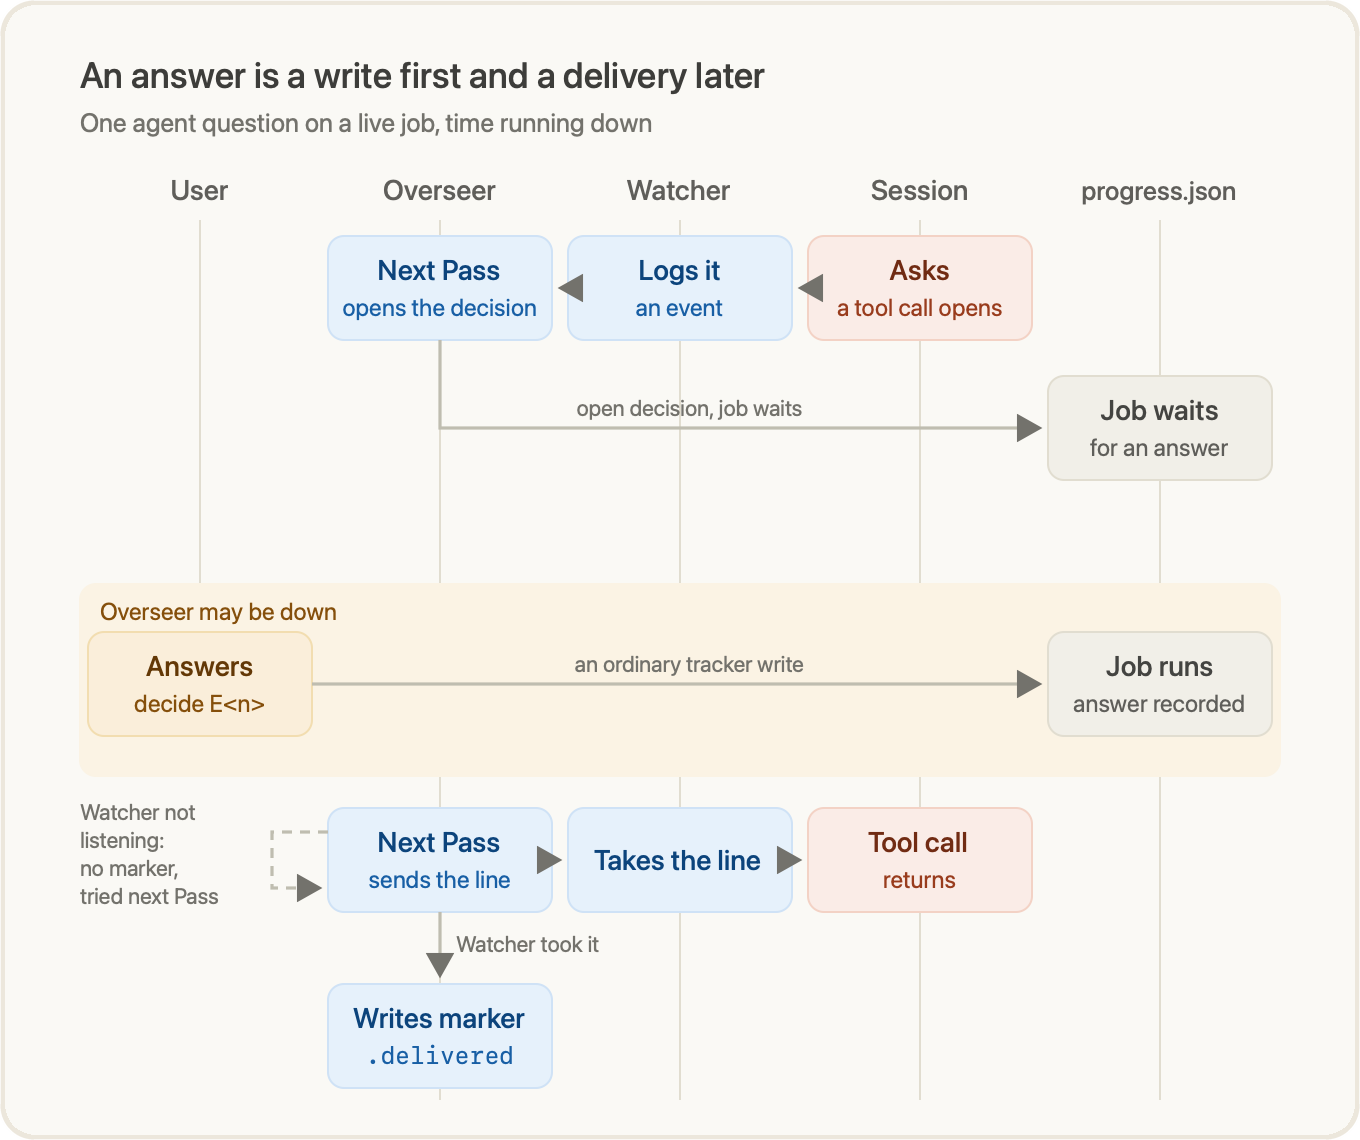 An answer is a write first and a delivery later
One agent question on a live job, time running down
User
Overseer
Watcher
Session
progress.json
Next Pass
opens the decision
Logs it
an event
Asks
a tool call opens
open decision, job waits
Job waits
for an answer
Overseer may be down
Answers
decide E<n>
an ordinary tracker write
Job runs
answer recorded
Watcher not
listening:
no marker,
tried next Pass
Next Pass
sends the line
Takes the line
Tool call
returns
Watcher took it
Writes marker
.delivered